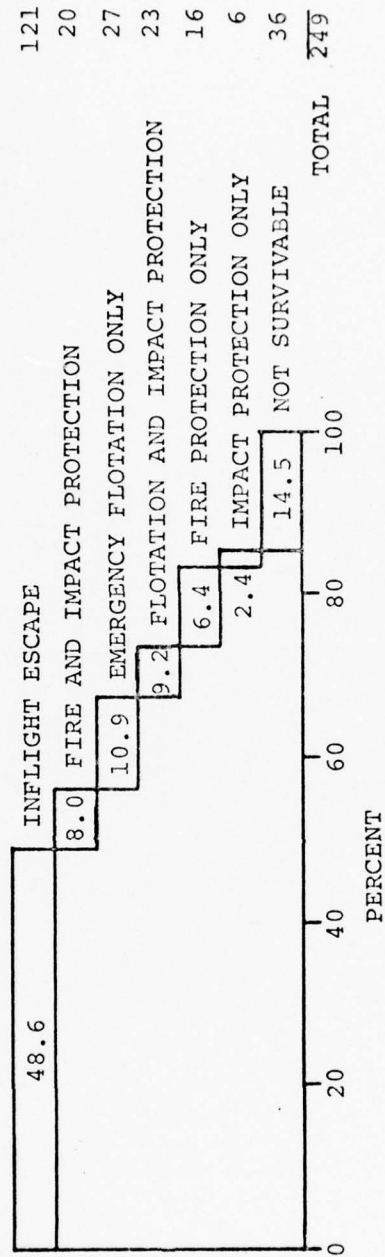 48.6 INFLIGHT ESCAPE 121
8.0 FIRE AND IMPACT PROTECTION 20
10.9 EMERGENCY FLOTATION ONLY 27
9.2 FLOTATION AND IMPACT PROTECTION 23
6.4 FIRE PROTECTION ONLY 16
2.4 IMPACT PROTECTION ONLY 6
14.5 NOT SURVIVABLE 36
TOTAL 249
0 20 40 60 80 100
PERCENT